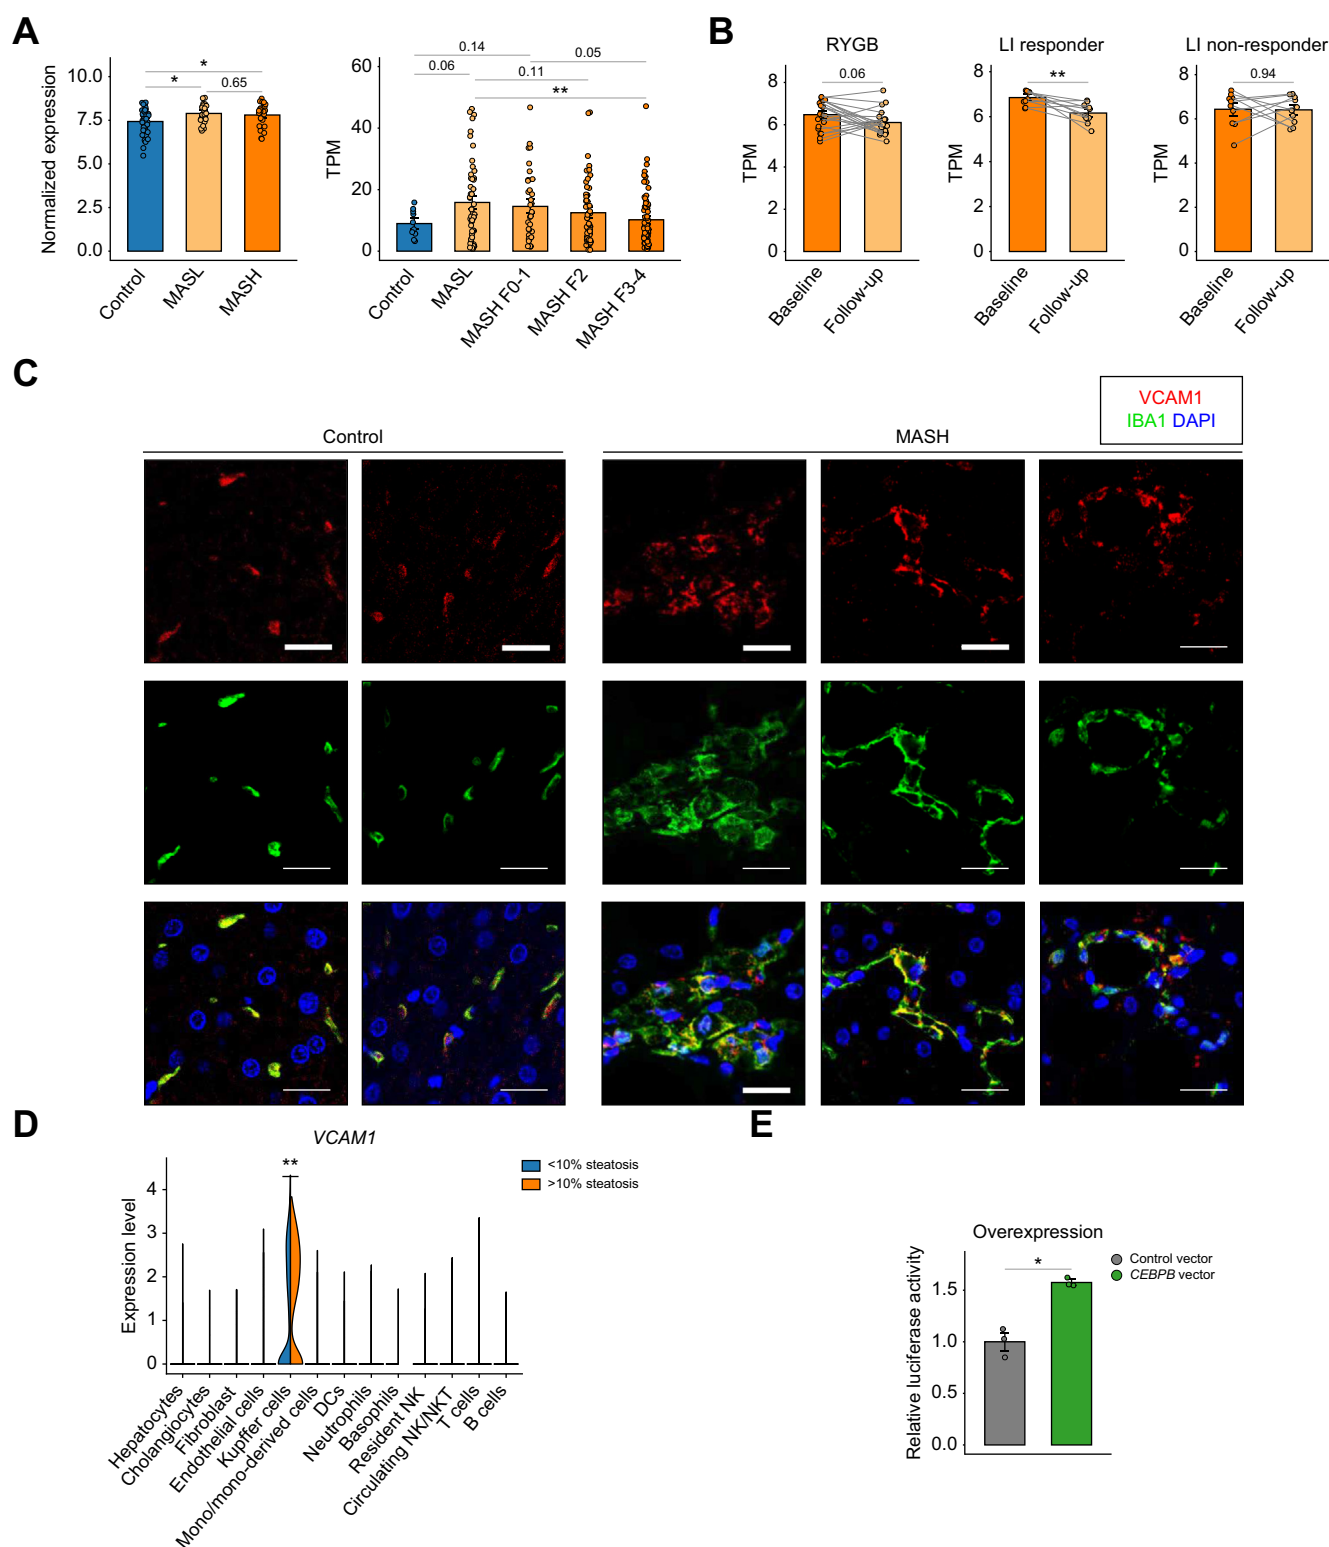 A
Normalized expression
10.0
7.5
5.0
2.5
0.0
*
*
0.65
Control
MASL
MASH
TPM
60
40
20
0
0.14
0.05
0.06
0.11
**
Control
MASL
MASH F0-1
MASH F2
MASH F3-4
B
RYGB
TPM
8
6
4
2
0
0.06
Baseline
Follow-up
LI responder
TPM
8
6
4
2
0
**
Baseline
Follow-up
LI non-responder
TPM
8
6
4
2
0
0.94
Baseline
Follow-up
C
VCAM1
IBA1 DAPI
Control
MASH
D
VCAM1
Expression level
4
3
2
1
0
**
<10% steatosis
>10% steatosis
Hepatocytes
Cholangiocytes
Fibroblast
Endothelial cells
Kupffer cells
Mono/mono-derived cells
DCs
Neutrophils
Basophils
Resident NK
Circulating NK/NKT
T cells
B cells
E
Overexpression
Relative luciferase activity
1.5
1.0
0.5
0.0
*
Control vector
CEBPB vector